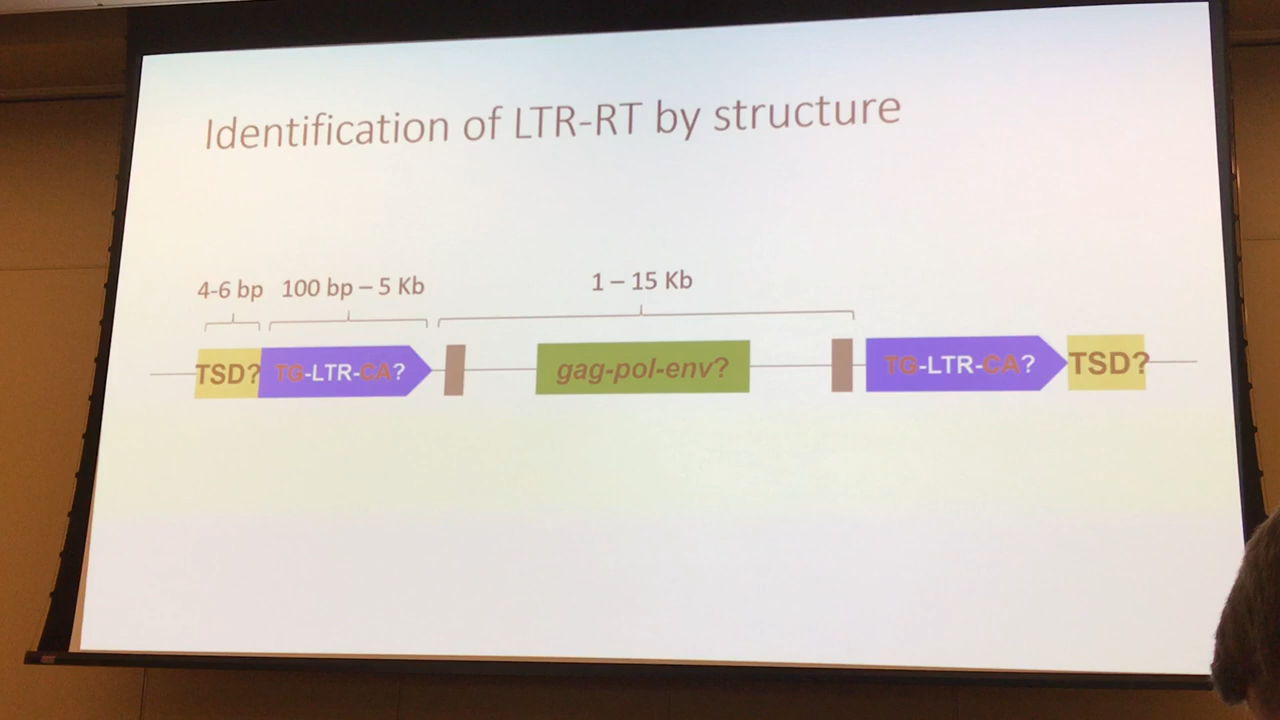 Identification of LTR-RT by structure
4-6 bp 100 bp – 5 Kb 1 – 15 Kb
TSD? TG-LTR-CA? gag-pol-env? TG-LTR-CA? TSD?